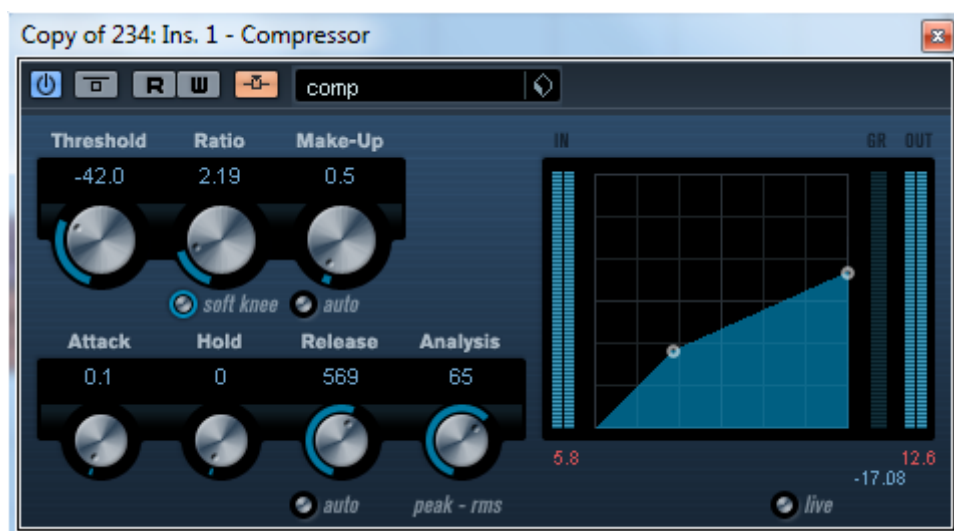 Copy of 234: Ins. 1 - Compressor
R W comp
Threshold Ratio Make-Up
-42.0 2.19 0.5
soft knee auto
Attack Hold Release Analysis
0.1 0 569 65
auto peak - rms
IN GR OUT
5.8 12.6
-17.08
live